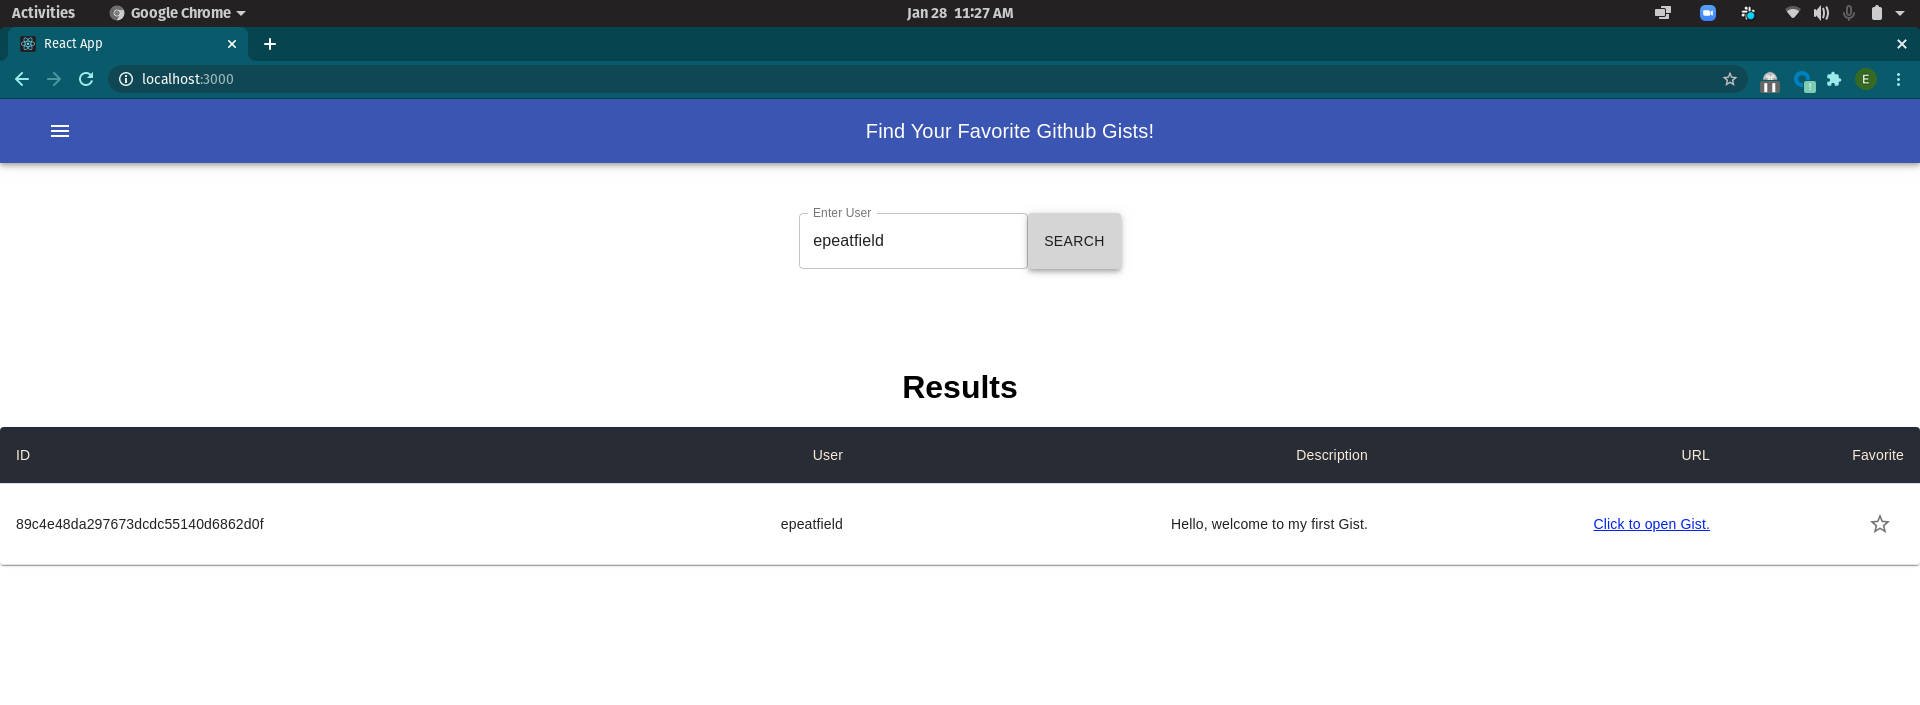 Activities Google Chrome Jan 28 11:27 AM
React App
localhost:3000 E
Find Your Favorite Github Gists!
Enter User
epeatfield SEARCH
Results
ID User Description URL Favorite
89c4e48da297673dcdc55140d6862d0f epeatfield Hello, welcome to my first Gist. Click to open Gist.